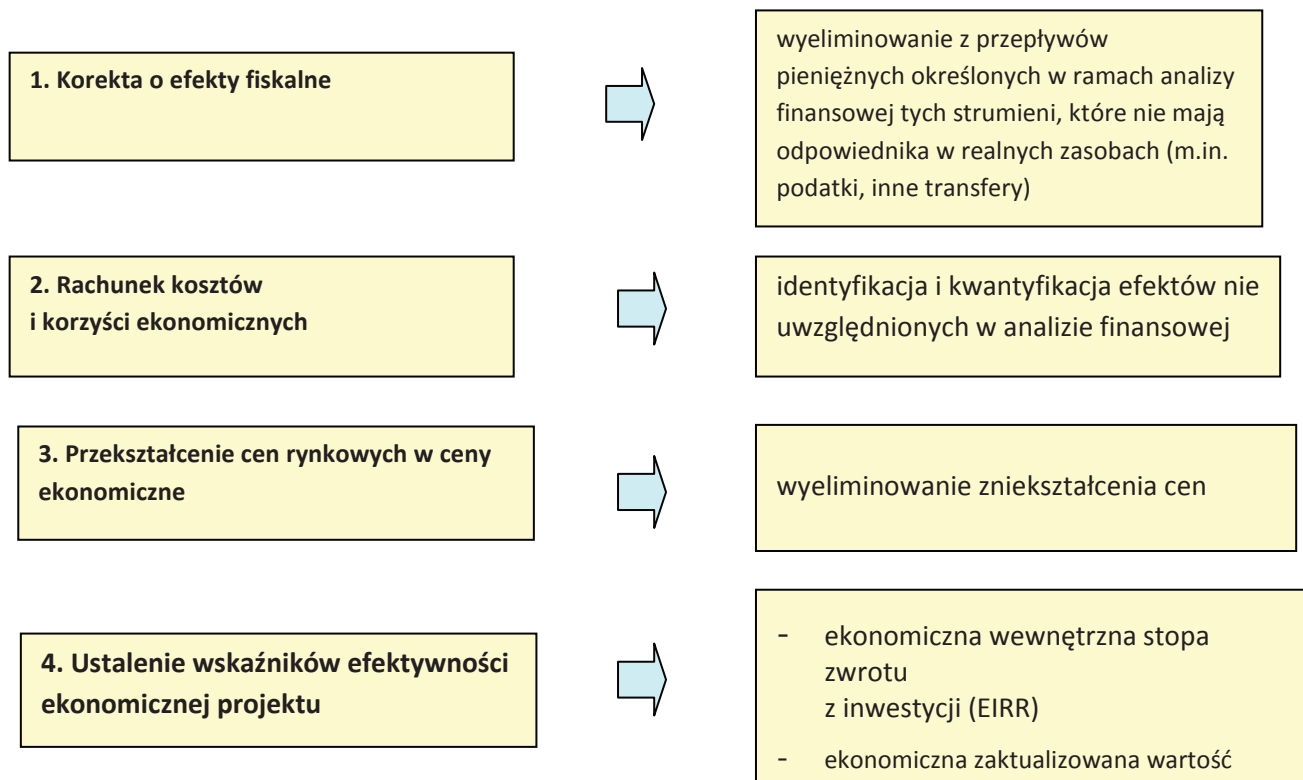 1. Korekta o efekty fiskalne
wyeliminowanie z przepływów
pieniężnych określonych w ramach analizy
finansowej tych strumieni, które nie mają
odpowiednika w realnych zasobach (m.in.
podatki, inne transfery)
2. Rachunek kosztów
i korzyści ekonomicznych
identyfikacja i kwantyfikacja efektów nie
uwzględnionych w analizie finansowej
3. Przekształcenie cen rynkowych w ceny
ekonomiczne
wyeliminowanie zniekształcenia cen
4. Ustalenie wskaźników efektywności
ekonomicznej projektu
- ekonomiczna wewnętrzna stopa
zwrotu
z inwestycji (EIRR)
- ekonomiczna zaktualizowana wartość